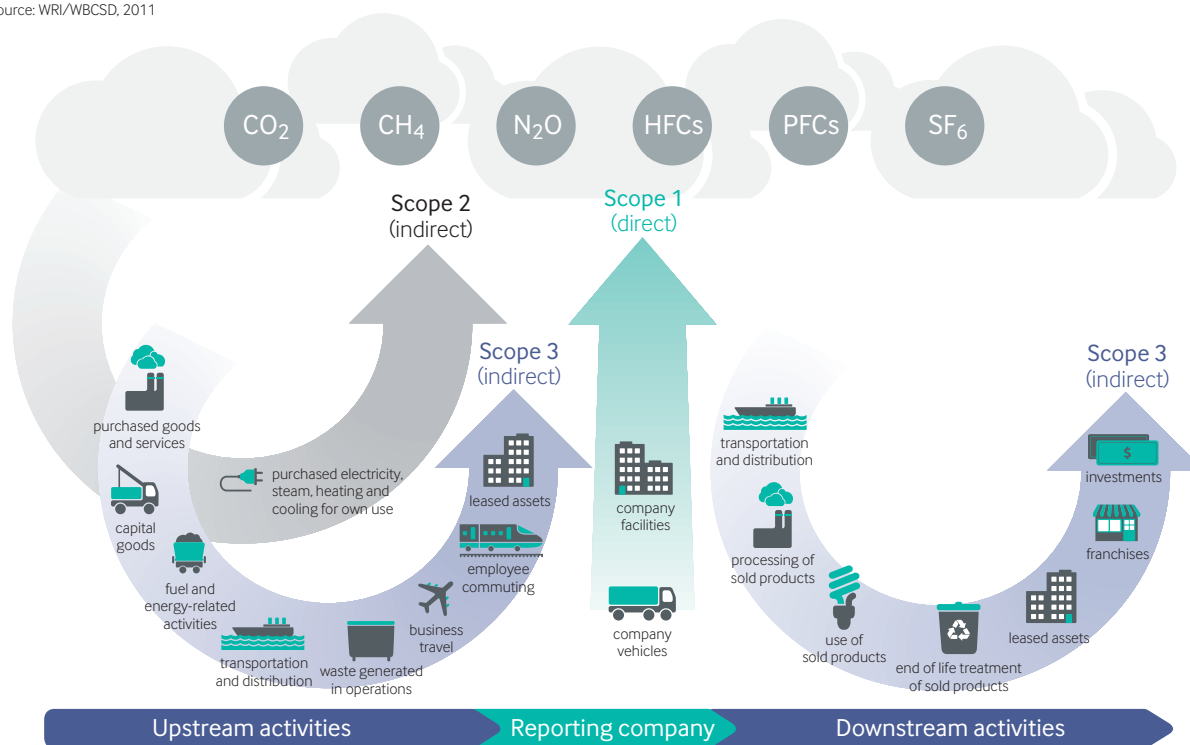 ource: WRI/WBCSD, 2011
CO₂
CH₄
N₂O
HFCs
PFCs
SF₆
Scope 2
(indirect)
Scope 1
(direct)
Scope 3
(indirect)
Scope 3
(indirect)
purchased goods
and services
capital
goods
fuel and
energy-related
activities
transportation
and distribution
waste generated
in operations
business
travel
employee
commuting
leased assets
purchased electricity,
steam, heating and
cooling for own use
company
facilities
company
vehicles
transportation
and distribution
processing of
sold products
use of
sold products
end of life treatment
of sold products
leased assets
franchises
$
investments
Upstream activities
Reporting company
Downstream activities